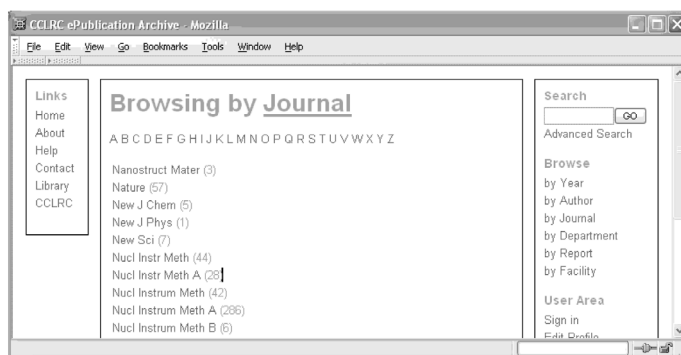 CCLRC ePublication Archive - Mozilla
File Edit View Go Bookmarks Tools Window Help
Links
Home
About
Help
Contact
Library
CCLRC
Browsing by Journal
A B C D E F G H I J K L M N O P Q R S T U V W X Y Z
Nanostruct Mater (3)
Nature (57)
New J Chem (5)
New J Phys (1)
New Sci (7)
Nucl Instr Meth (44)
Nucl Instr Meth A (28)
Nucl Instrum Meth (42)
Nucl Instrum Meth A (286)
Nucl Instrum Meth B (6)
Search
GO
Advanced Search
Browse
by Year
by Author
by Journal
by Department
by Report
by Facility
User Area
Sign in
Edit Profile